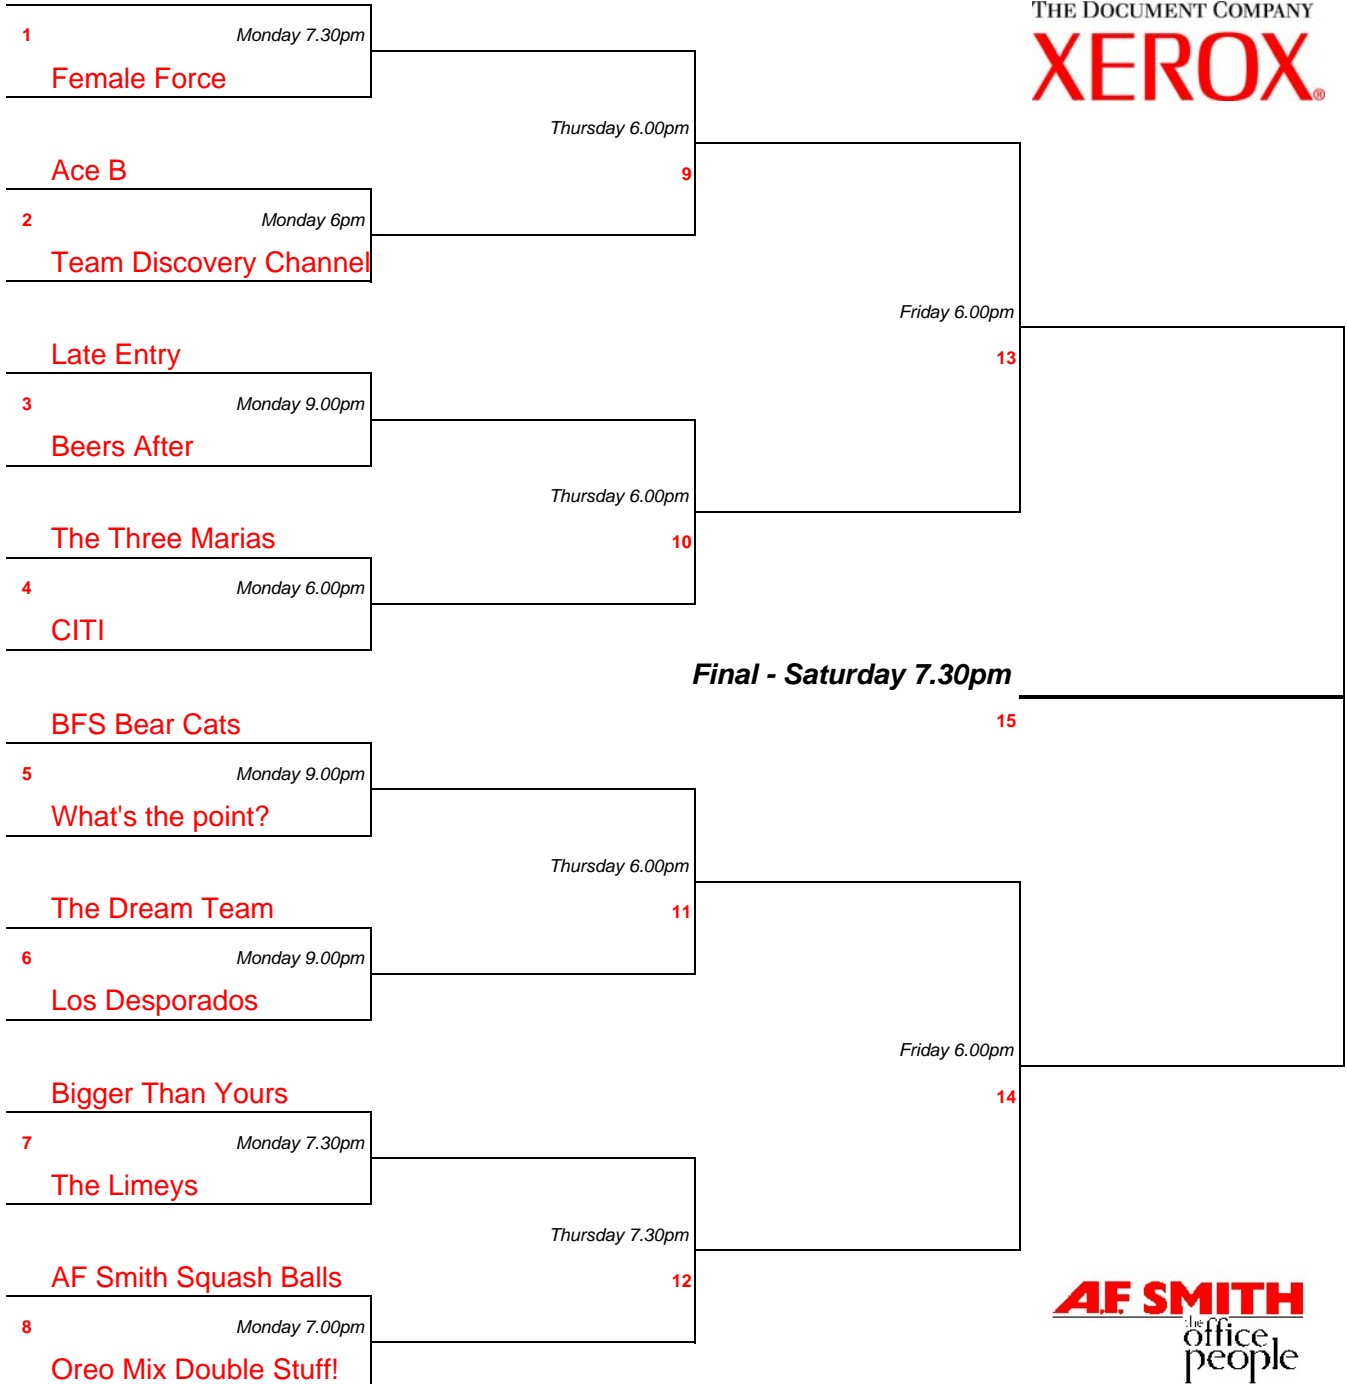 THE DOCUMENT COMPANY
XEROX®
1 Monday 7.30pm
Female Force
Thursday 6.00pm
Ace B
9
2 Monday 6pm
Team Discovery Channel
Friday 6.00pm
Late Entry
13
3 Monday 9.00pm
Beers After
Thursday 6.00pm
The Three Marias
10
4 Monday 6.00pm
CITI
Final - Saturday 7.30pm
BFS Bear Cats
15
5 Monday 9.00pm
What's the point?
Thursday 6.00pm
The Dream Team
11
6 Monday 9.00pm
Los Desporados
Friday 6.00pm
Bigger Than Yours
14
7 Monday 7.30pm
The Limeys
Thursday 7.30pm
AF Smith Squash Balls
12
8 Monday 7.00pm
Oreo Mix Double Stuff!
A.F. SMITH
the
office
people